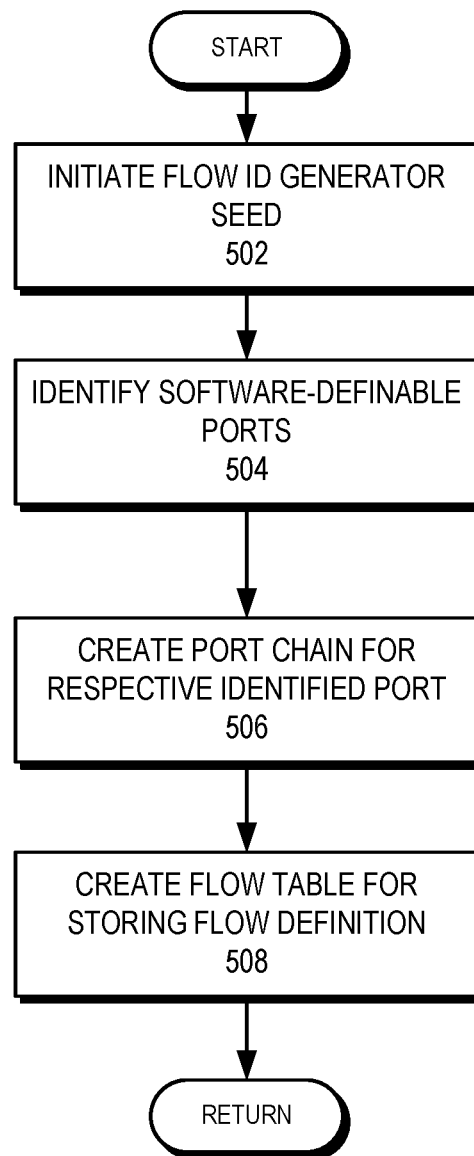 START
INITIATE FLOW ID GENERATOR
SEED
502
IDENTIFY SOFTWARE-DEFINABLE
PORTS
504
CREATE PORT CHAIN FOR
RESPECTIVE IDENTIFIED PORT
506
CREATE FLOW TABLE FOR
STORING FLOW DEFINITION
508
RETURN